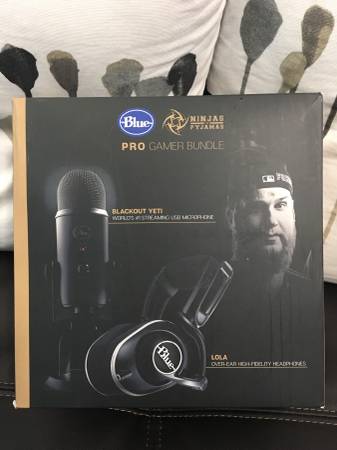 Blue
NINJAS
IN
PYJAMAS
PRO GAMER BUNDLE
BLACKOUT YETI
WORLD'S #1 STREAMING USB MICROPHONE
Blue
LOLA
OVER-EAR HIGH-FIDELITY HEADPHONES